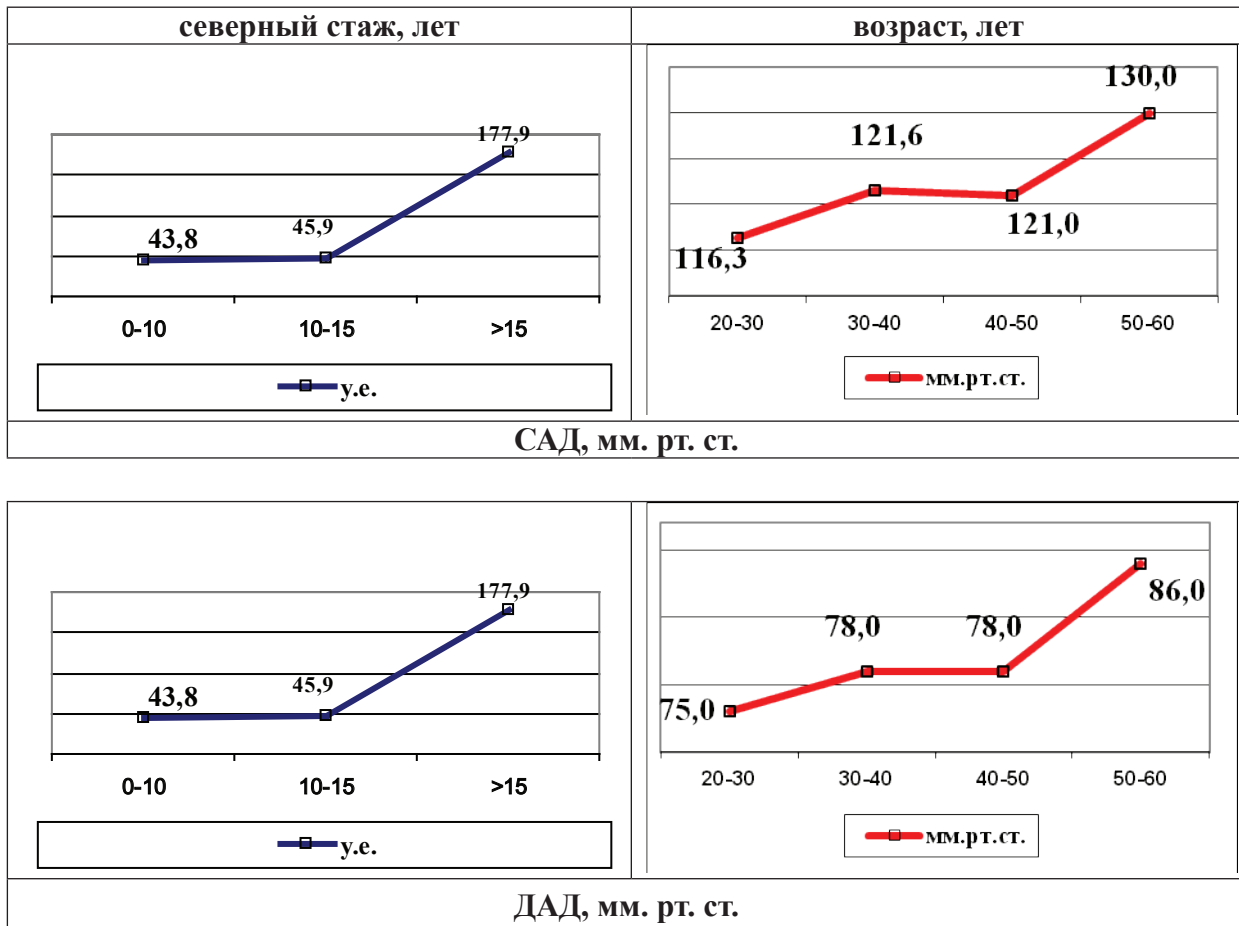 северный стаж, лет
возраст, лет
177,9
43,8
45,9
0-10 10-15 >15
у.е.
130,0
121,6
121,0
116,3
20-30 30-40 40-50 50-60
мм.рт.ст.
САД, мм. рт. ст.
177,9
43,8
45,9
0-10 10-15 >15
у.е.
86,0
78,0 78,0
75,0
20-30 30-40 40-50 50-60
мм.рт.ст.
ДАД, мм. рт. ст.